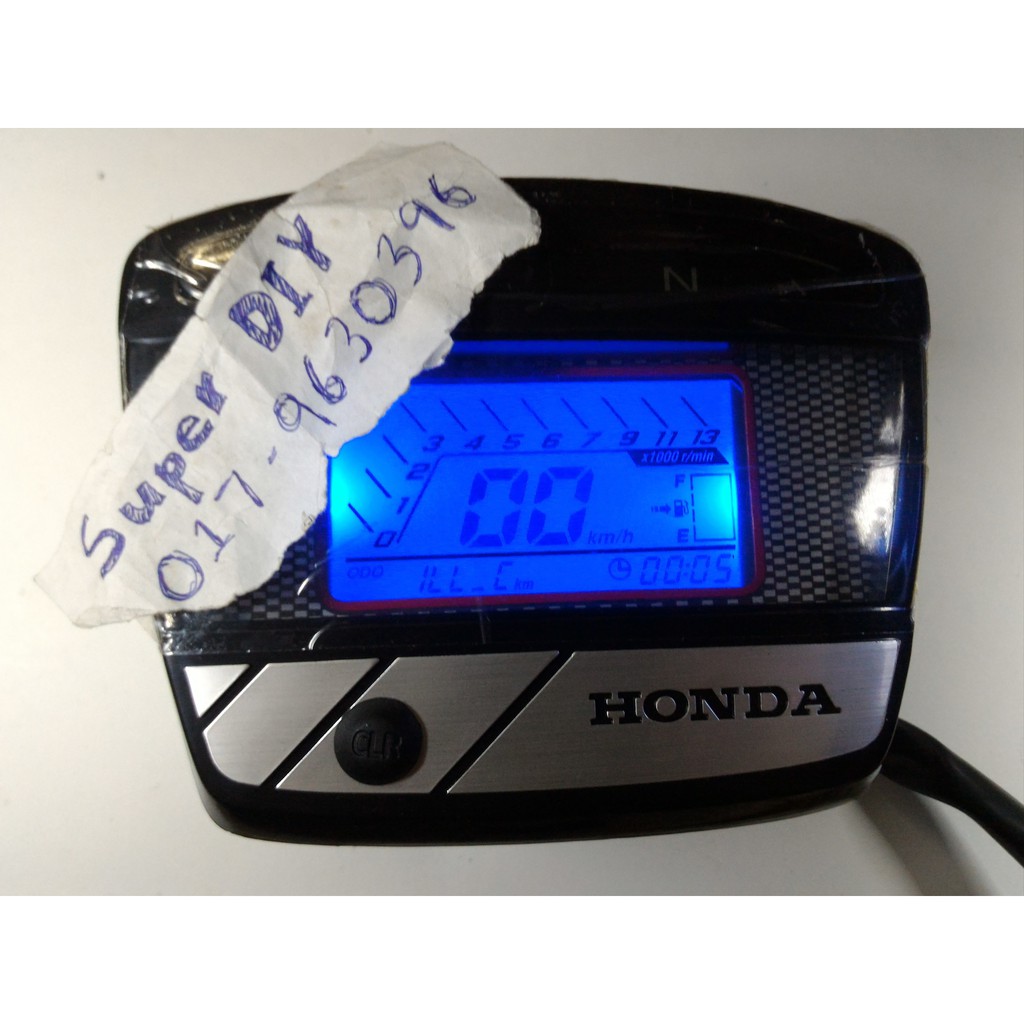 Super DIY
017-9630396
N
3 4 5 6 7 9 11 13
2
x1000 r/min
1
00
F
0
km/h
E
ODO
km
00:05
HONDA
CLR